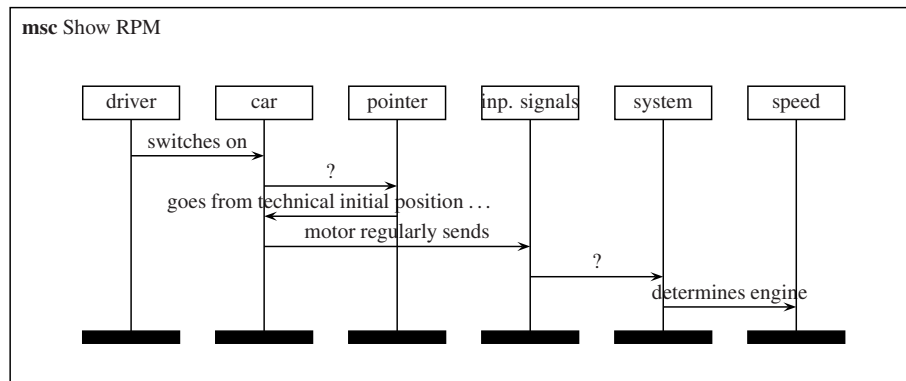 msc Show RPM
driver car pointer inp. signals system speed
switches on
?
goes from technical initial position ...
motor regularly sends
?
determines engine